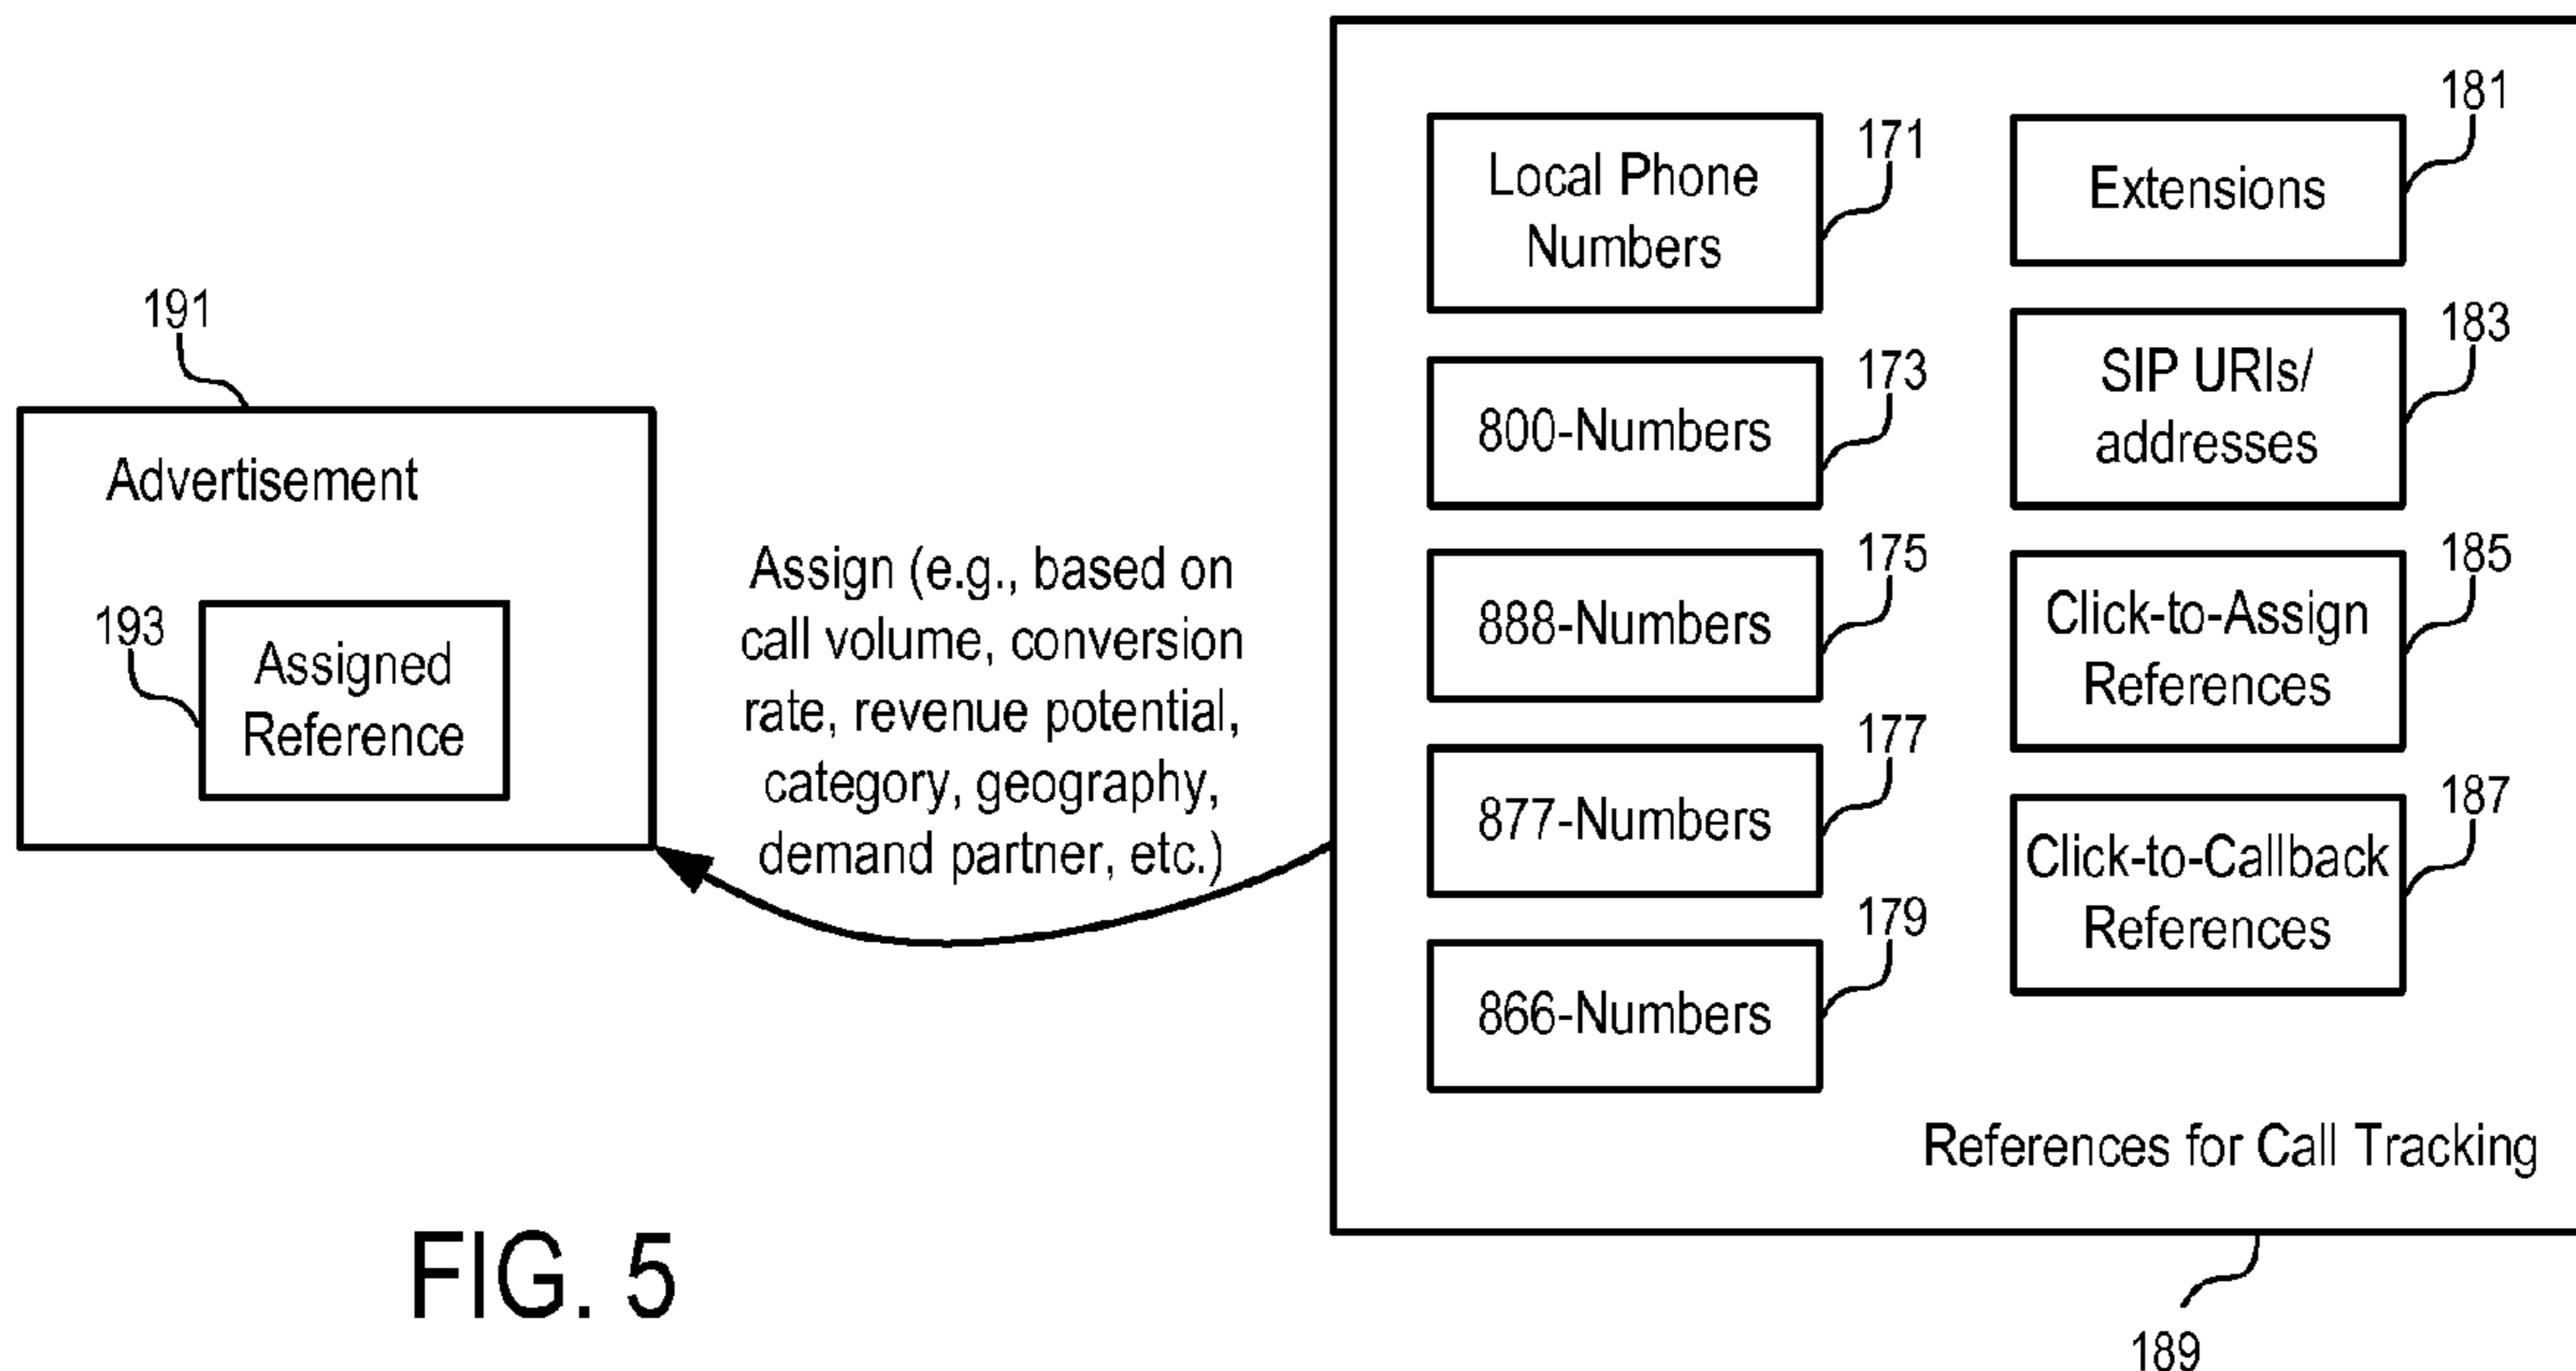 191
Advertisement
193
Assigned
Reference
Assign (e.g., based on
call volume, conversion
rate, revenue potential,
category, geography,
demand partner, etc.)
171
Local Phone
Numbers
173
800-Numbers
175
888-Numbers
177
877-Numbers
179
866-Numbers
181
Extensions
183
SIP URIs/
addresses
185
Click-to-Assign
References
187
Click-to-Callback
References
References for Call Tracking
189
FIG. 5